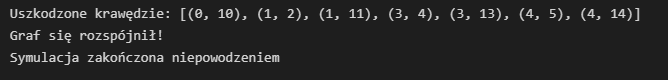 Uszkodzone krawędzie: [(0, 10), (1, 2), (1, 11), (3, 4), (3, 13), (4, 5), (4, 14)]
Graf się rozspójnił!
Symulacja zakończona niepowodzeniem